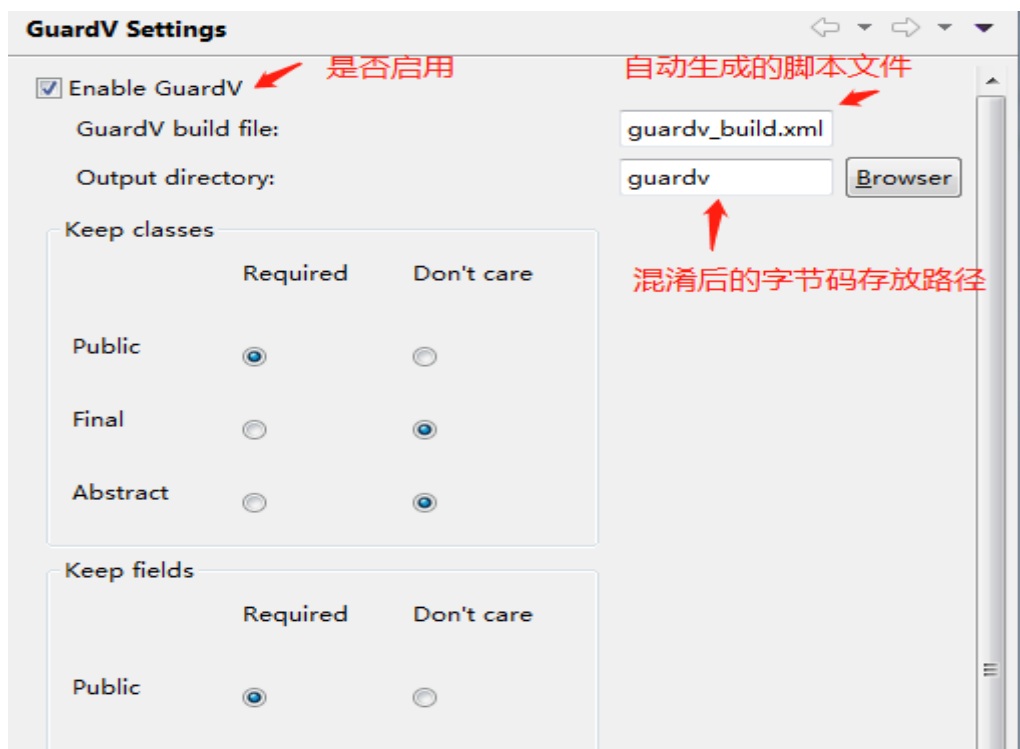 GuardV Settings
是否启用
自动生成的脚本文件
Enable GuardV
GuardV build file:
guardv_build.xml
Output directory:
guardv
Browser
Keep classes
Required
Don't care
混淆后的字节码存放路径
Public
Final
Abstract
Keep fields
Required
Don't care
Public